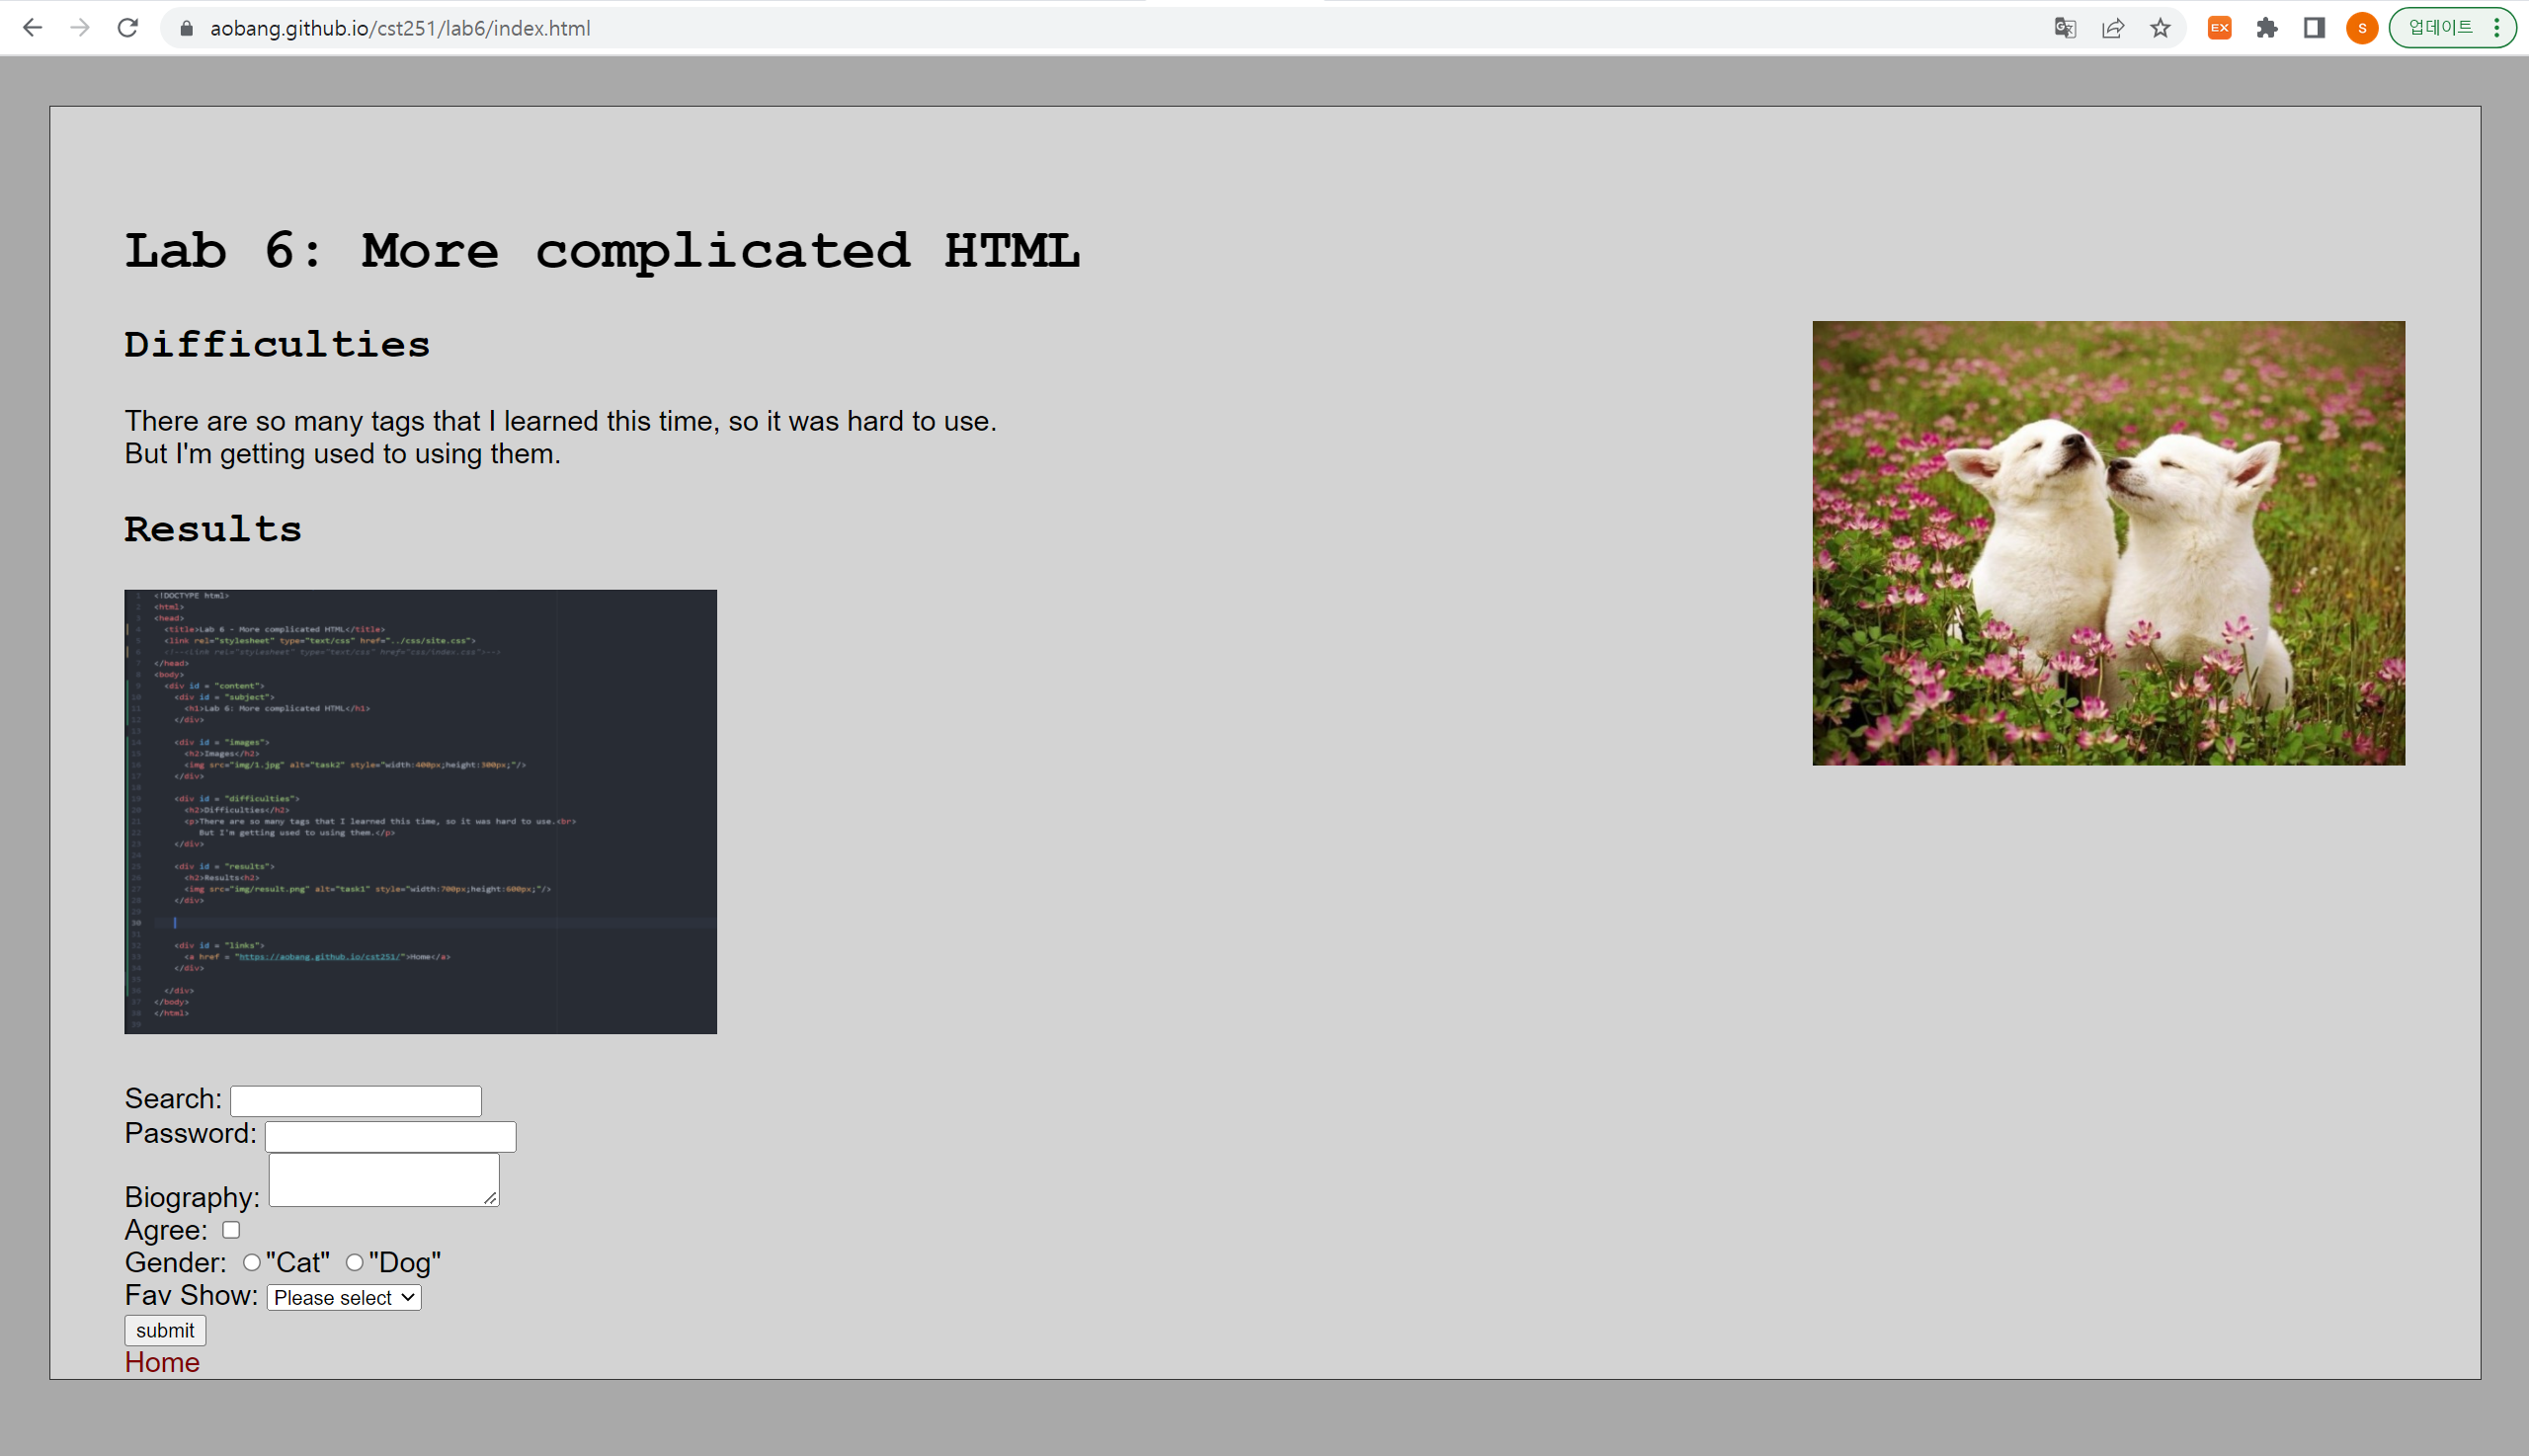 aobang.github.io/cst251/lab6/index.html
EX
S
업데이트
Lab 6: More complicated HTML
Difficulties
There are so many tags that I learned this time, so it was hard to use.
But I'm getting used to using them.
Results
<!DOCTYPE html>
<html>
<head>
<title>Lab 6 - More complicated HTML</title>
<link rel="stylesheet" type="text/css" href="../css/site.css">
<!--<link rel="stylesheet" type="text/css" href="css/index.css">-->
</head>
<body>
<div id = "content">
<div id = "subject">
<h1>Lab 6: More complicated HTML</h1>
</div>
<div id = "images">
<h2>Images</h2>
<img src="img/1.jpg" alt="task2" style="width:400px;height:300px;"/>
</div>
<div id = "difficulties">
<h2>Difficulties</h2>
<p>There are so many tags that I learned this time, so it was hard to use.<br>
But I'm getting used to using them.</p>
</div>
<div id = "results">
<h2>Results<h2>
<img src="img/result.png" alt="task1" style="width:700px;height:600px;"/>
</div>
<div id = "links">
<a href = "https://aobang.github.io/cst251/">Home</a>
</div>
</div>
</body>
</html>
Search:
Password:
Biography:
Agree:
Gender: "Cat" "Dog"
Fav Show: Please select
submit
Home